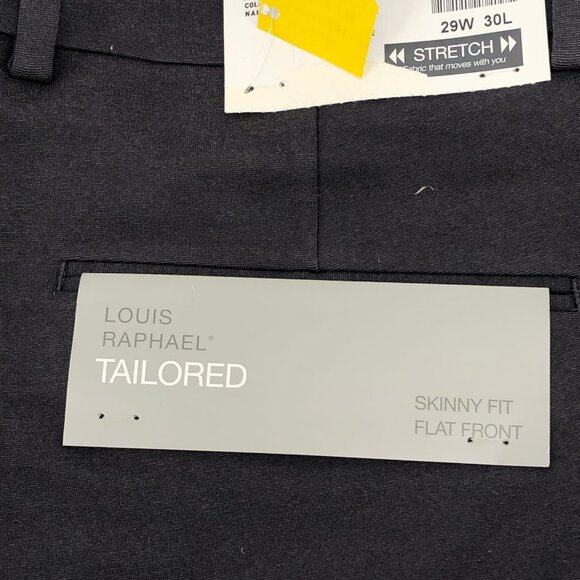 29W 30L
STRETCH
Fabric that moves with you
LOUIS
RAPHAEL®
TAILORED
SKINNY FIT
FLAT FRONT